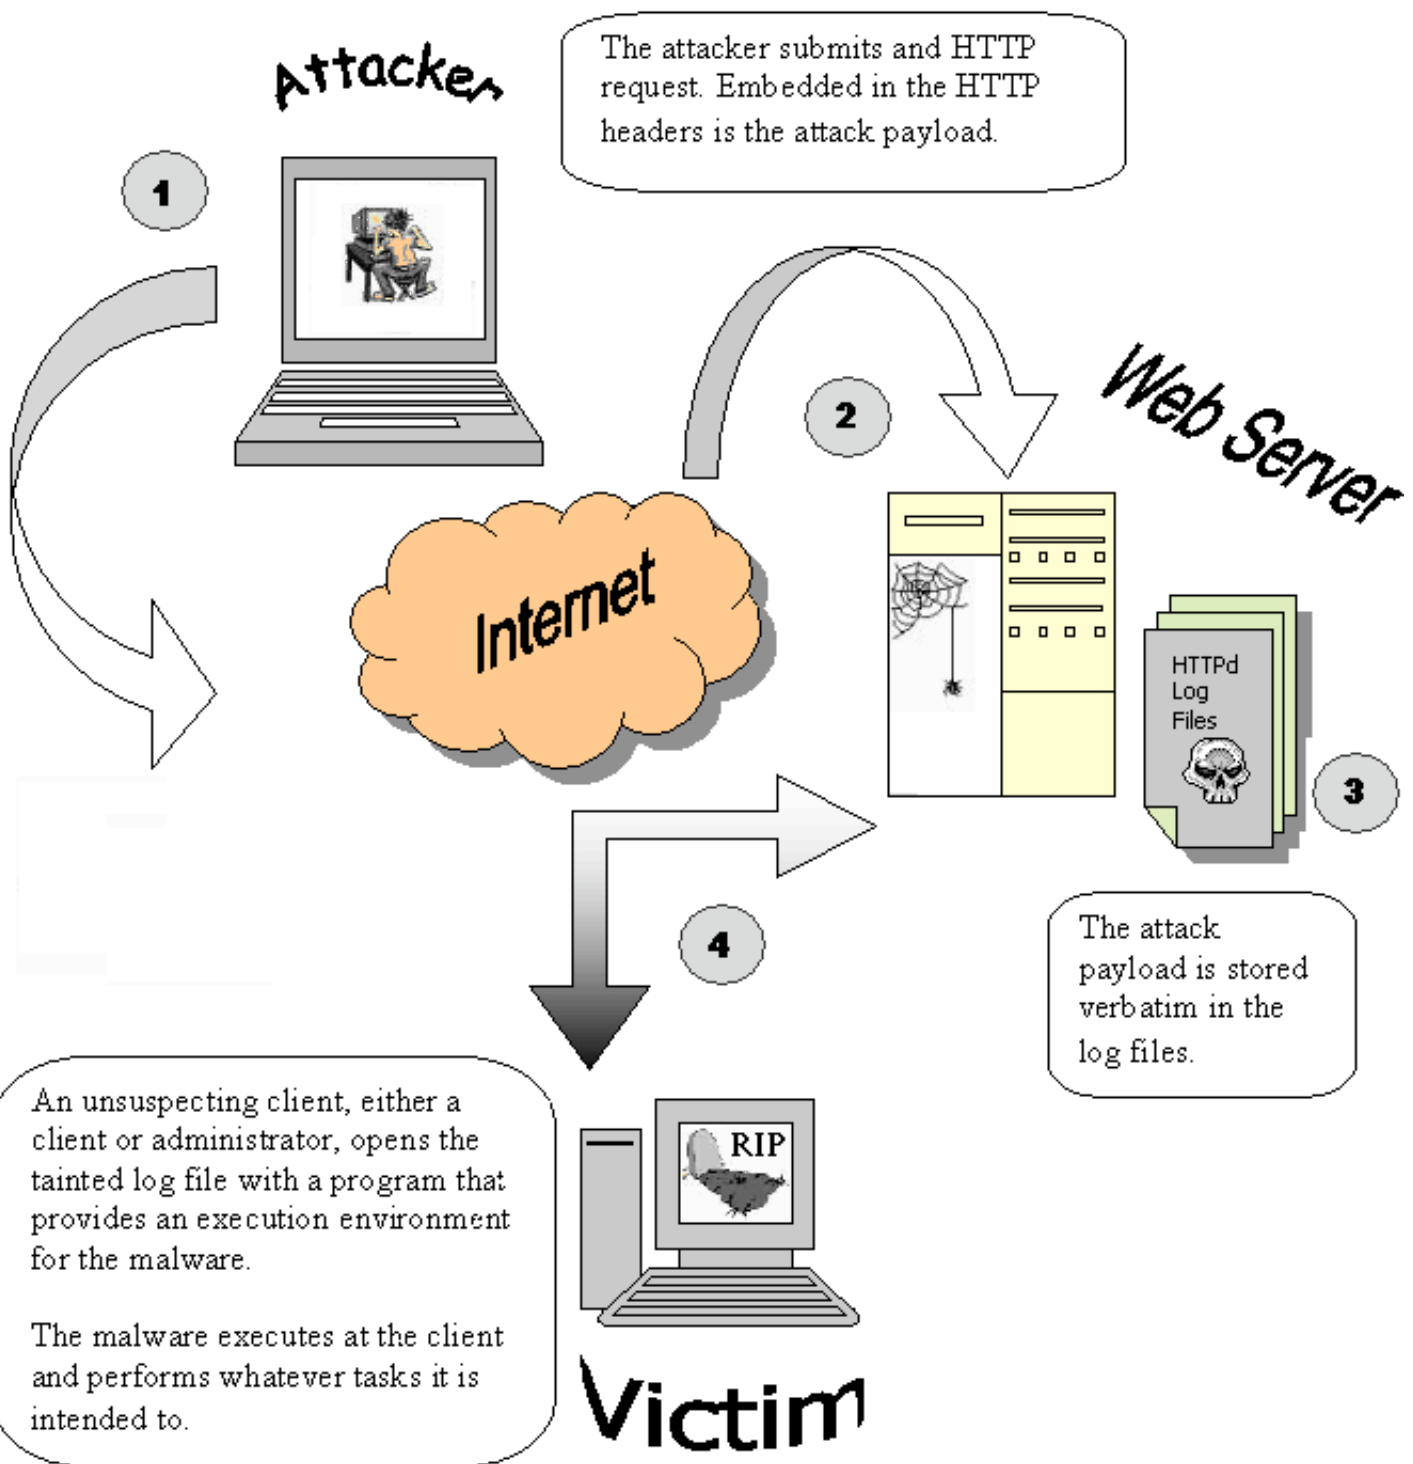 Attacker
The attacker submits and HTTP
request. Embedded in the HTTP
headers is the attack payload.
1
2
Web Server
Internet
HTTPd
Log
Files
3
4
The attack
payload is stored
verbatim in the
log files.
An unsuspecting client, either a
client or administrator, opens the
tainted log file with a program that
provides an execution environment
for the malware.
The malware executes at the client
and performs whatever tasks it is
intended to.
RIP
Victim